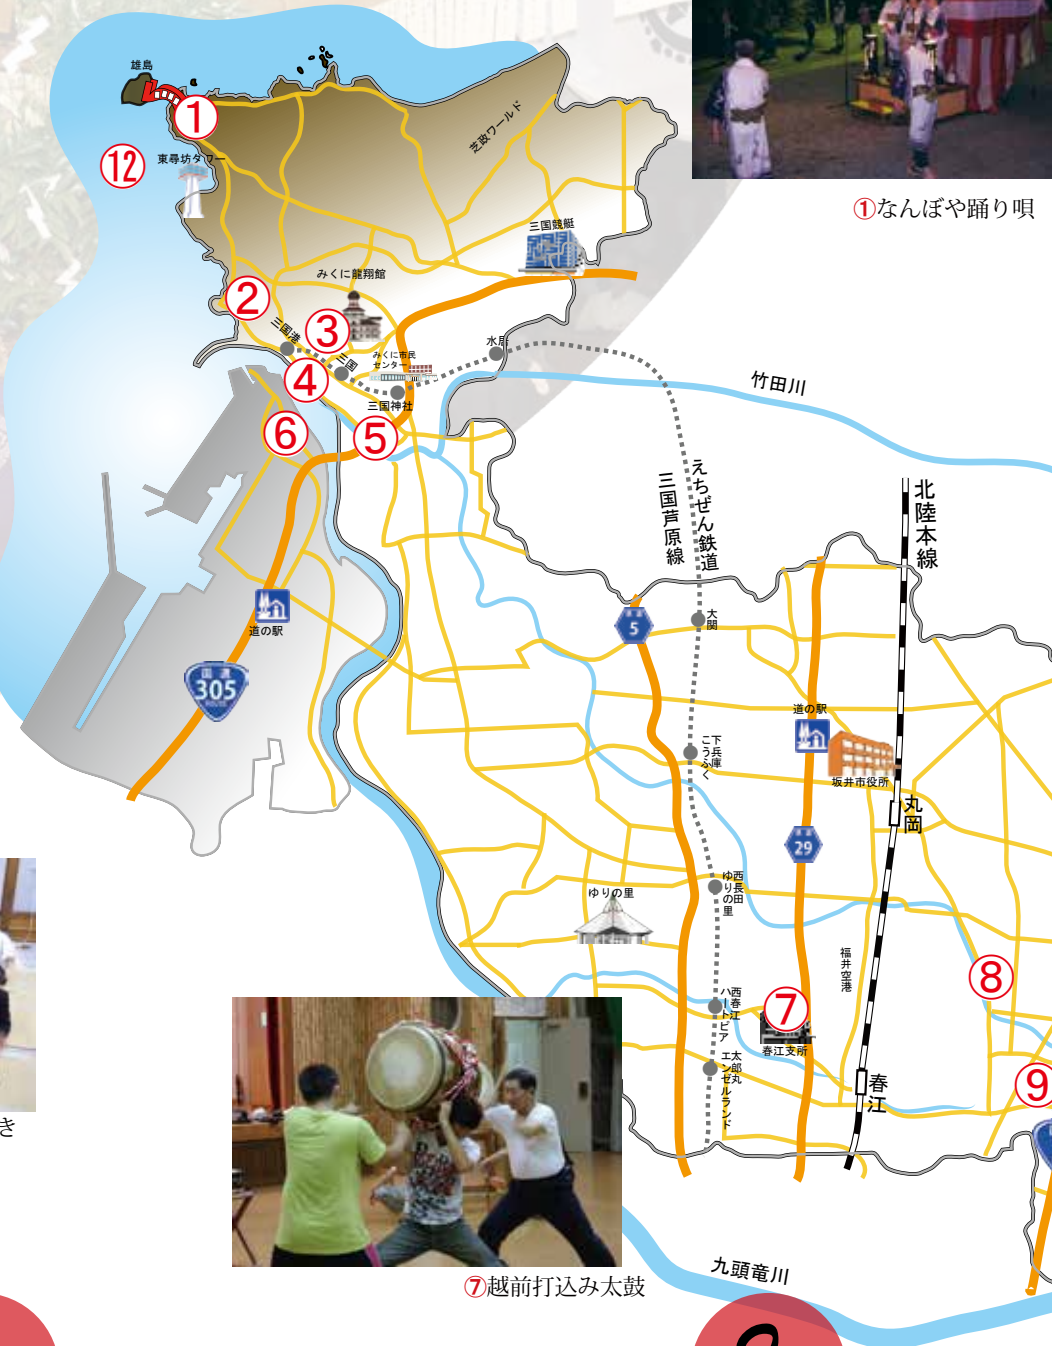 雄島
①
⑫
東尋坊タワー
芝政ワールド
①なんぼや踊り唄
三国競艇
みくに龍翔館
②
③
三国港
三国
みくに市民
センター
水居
④
三国神社
⑤
⑥
竹田川
えちぜん鉄道
三国芦原線
北陸本線
道の駅
国道
305
ROUTE
5
大関
道の駅
坂井市役所
下兵庫
こうふく
丸岡
29
西長田
ゆりの里
ゆりの里
福井空港
⑧
西春江
ハートピア
⑦
春江支所
太郎丸
エンゼルランド
春江
⑨
き
⑦越前打込み太鼓
九頭竜川